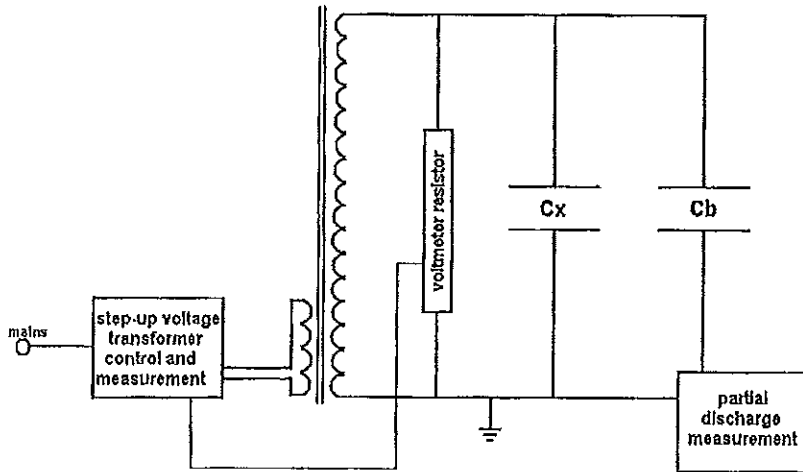 mains
step-up voltage
transformer
control and
measurement
voltmeter resistor
Cx
Cb
partial
discharge
measurement